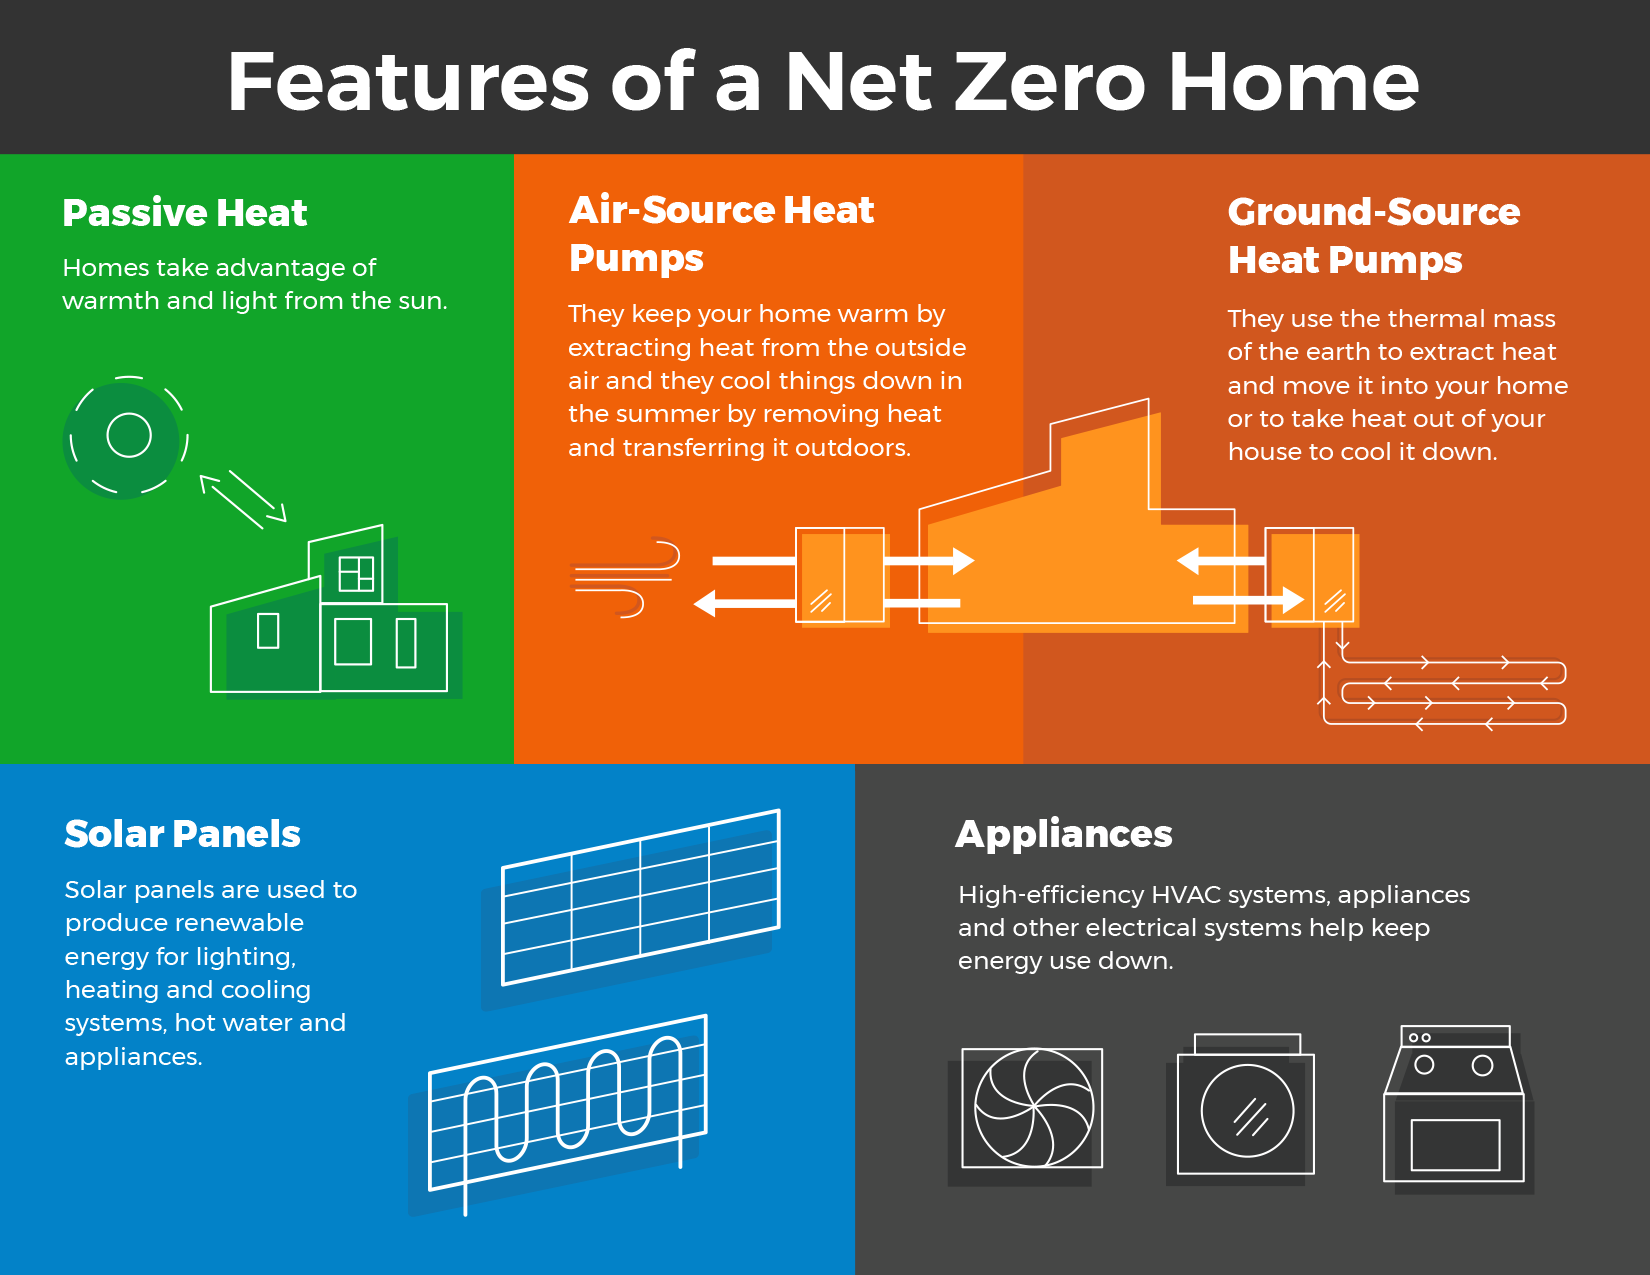 Features of a Net Zero Home
Passive Heat
Homes take advantage of
warmth and light from the sun.
Air-Source Heat
Pumps
They keep your home warm by
extracting heat from the outside
air and they cool things down in
the summer by removing heat
and transferring it outdoors.
Ground-Source
Heat Pumps
They use the thermal mass
of the earth to extract heat
and move it into your home
or to take heat out of your
house to cool it down.
Solar Panels
Solar panels are used to
produce renewable
energy for lighting,
heating and cooling
systems, hot water and
appliances.
Appliances
High-efficiency HVAC systems, appliances
and other electrical systems help keep
energy use down.